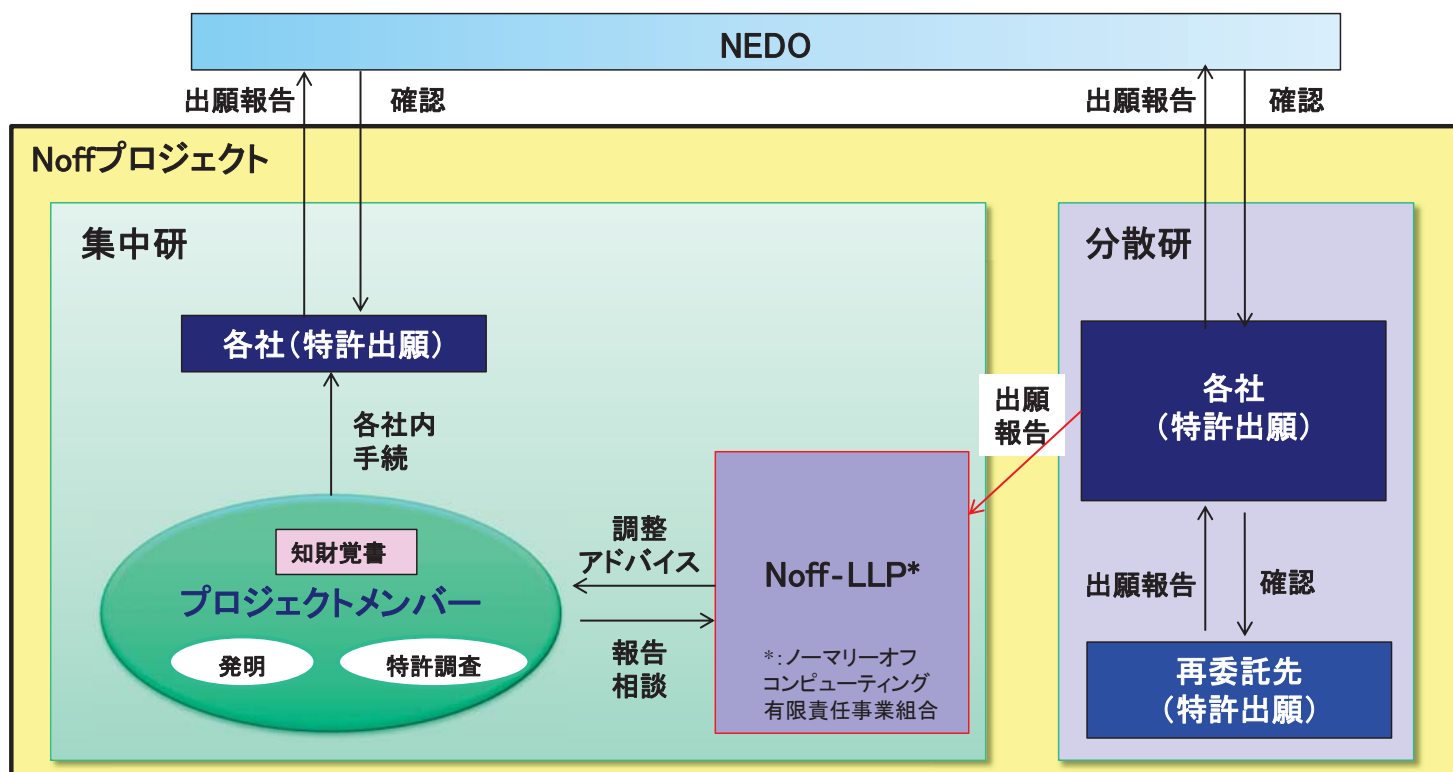 NEDO
出願報告
確認
出願報告
確認
Noffプロジェクト
集中研
各社(特許出願)
各社内
手続
知財覚書
プロジェクトメンバー
発明
特許調査
調整
アドバイス
報告
相談
Noff-LLP*
*:ノーマリーオフ
コンピューティング
有限責任事業組合
出願
報告
分散研
各社
(特許出願)
出願報告
確認
再委託先
(特許出願)